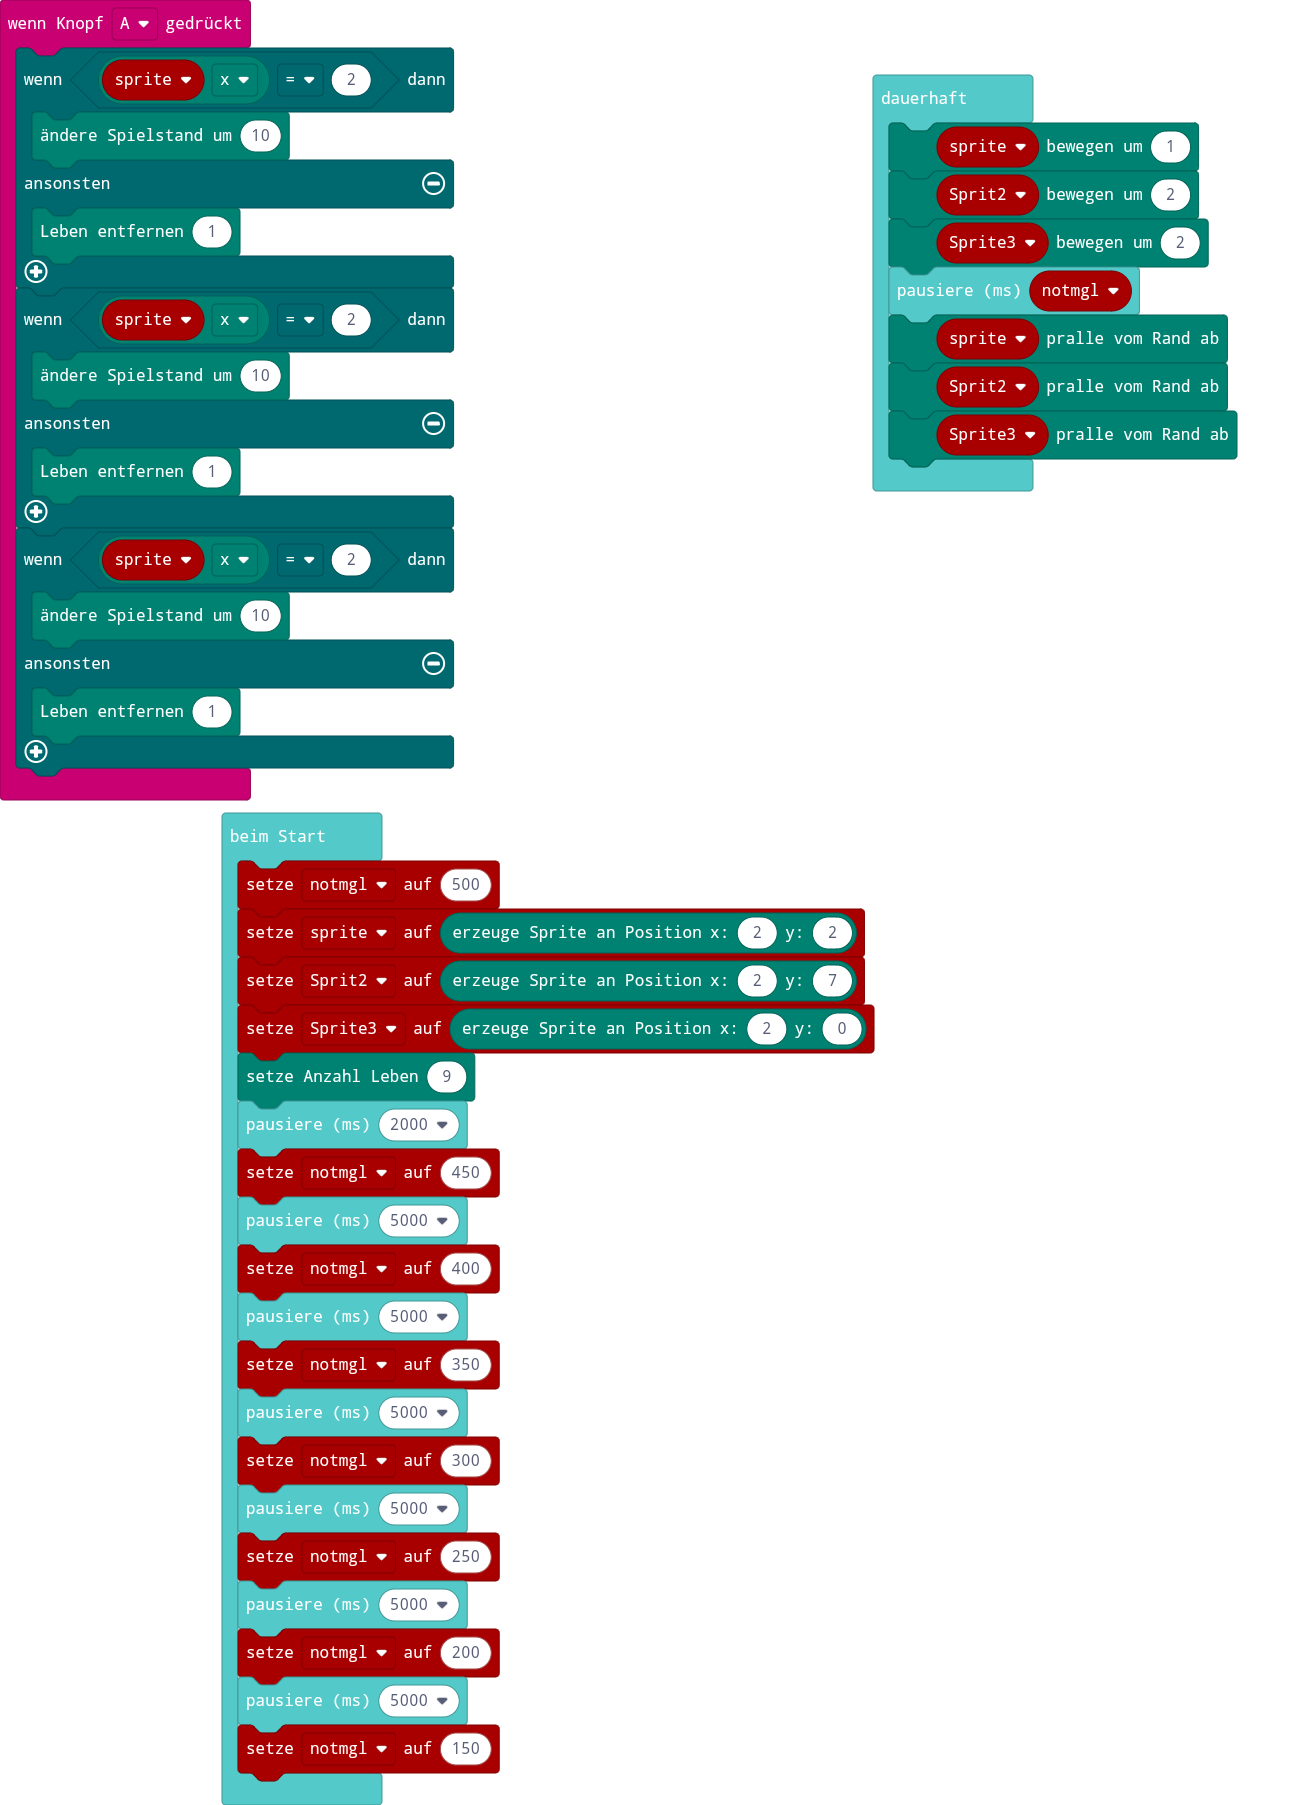 wenn Knopf A gedrückt
wenn sprite x = 2 dann
ändere Spielstand um 10
ansonsten
Leben entfernen 1
wenn sprite x = 2 dann
ändere Spielstand um 10
ansonsten
Leben entfernen 1
wenn sprite x = 2 dann
ändere Spielstand um 10
ansonsten
Leben entfernen 1
dauerhaft
sprite bewegen um 1
Sprit2 bewegen um 2
Sprite3 bewegen um 2
pausiere (ms) notmgl
sprite pralle vom Rand ab
Sprit2 pralle vom Rand ab
Sprite3 pralle vom Rand ab
beim Start
setze notmgl auf 500
setze sprite auf erzeuge Sprite an Position x: 2 y: 2
setze Sprit2 auf erzeuge Sprite an Position x: 2 y: 7
setze Sprite3 auf erzeuge Sprite an Position x: 2 y: 0
setze Anzahl Leben 9
pausiere (ms) 2000
setze notmgl auf 450
pausiere (ms) 5000
setze notmgl auf 400
pausiere (ms) 5000
setze notmgl auf 350
pausiere (ms) 5000
setze notmgl auf 300
pausiere (ms) 5000
setze notmgl auf 250
pausiere (ms) 5000
setze notmgl auf 200
pausiere (ms) 5000
setze notmgl auf 150